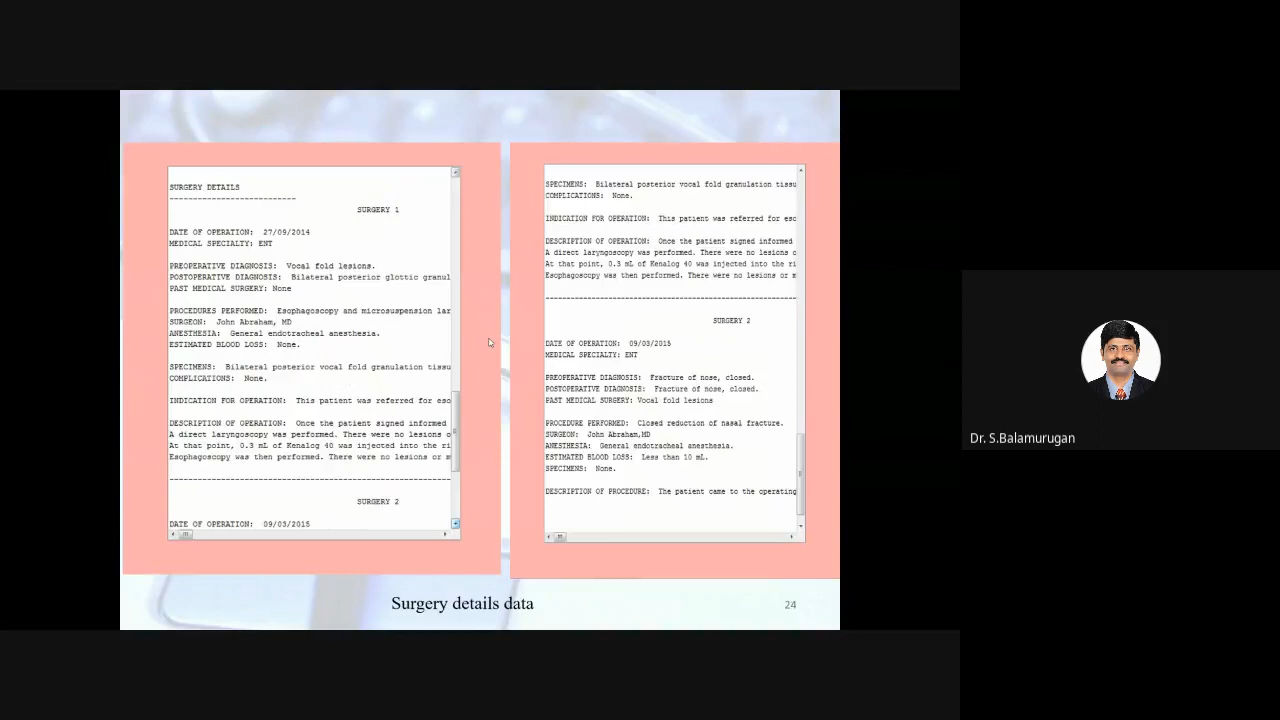 SURGERY DETAILS
---------------------------
SURGERY 1
DATE OF OPERATION: 27/09/2014
MEDICAL SPECIALTY: ENT
PREOPERATIVE DIAGNOSIS: Vocal fold lesions.
POSTOPERATIVE DIAGNOSIS: Bilateral posterior glottic granul
PAST MEDICAL SURGERY: None
PROCEDURES PERFORMED: Esophagoscopy and microsuspension lar
SURGEON: John Abraham, MD
ANESTHESIA: General endotracheal anesthesia.
ESTIMATED BLOOD LOSS: None.
SPECIMENS: Bilateral posterior vocal fold granulation tissu
COMPLICATIONS: None.
INDICATION FOR OPERATION: This patient was referred for eso
DESCRIPTION OF OPERATION: Once the patient signed informed
A direct laryngoscopy was performed. There were no lesions o
At that point, 0.3 mL of Kenalog 40 was injected into the ri
Esophagoscopy was then performed. There were no lesions or m
------------------------------------------------------------
SURGERY 2
DATE OF OPERATION: 09/03/2015
SPECIMENS: Bilateral posterior vocal fold granulation tissu
COMPLICATIONS: None.
INDICATION FOR OPERATION: This patient was referred for eso
DESCRIPTION OF OPERATION: Once the patient signed informed
A direct laryngoscopy was performed. There were no lesions o
At that point, 0.3 mL of Kenalog 40 was injected into the ri
Esophagoscopy was then performed. There were no lesions or m
------------------------------------------------------
SURGERY 2
DATE OF OPERATION: 09/03/2015
MEDICAL SPECIALTY: ENT
PREOPERATIVE DIAGNOSIS: Fracture of nose, closed.
POSTOPERATIVE DIAGNOSIS: Fracture of nose, closed.
PAST MEDICAL SURGERY: Vocal fold lesions
PROCEDURE PERFORMED: Closed reduction of nasal fracture.
SURGEON: John Abraham,MD
ANESTHESIA: General endotracheal anesthesia.
ESTIMATED BLOOD LOSS: Less than 10 mL.
SPECIMENS: None.
DESCRIPTION OF PROCEDURE: The patient came to the operating
Surgery details data
24
Dr. S.Balamurugan